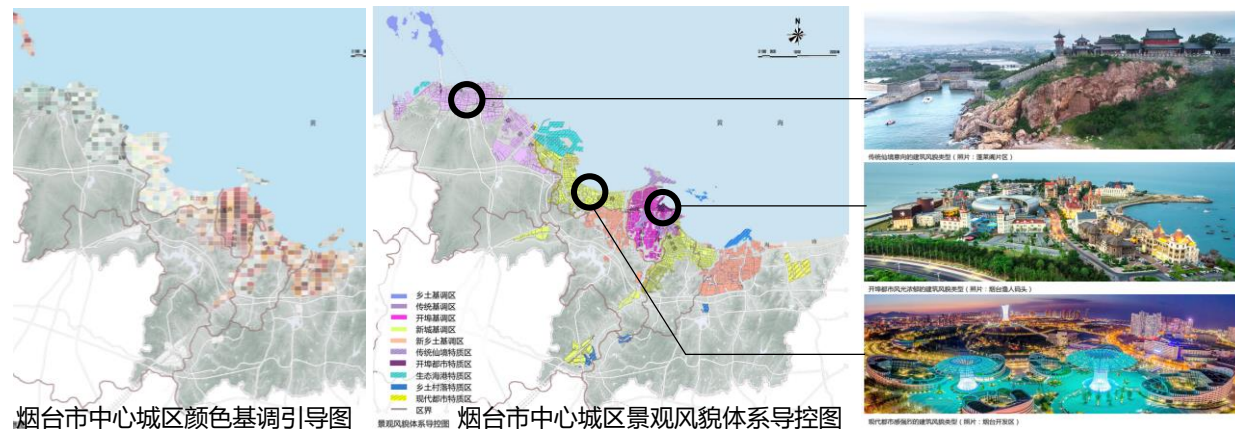 黄
烟台市中心城区颜色基调引导图
N
黄 海
乡土基调区
传统基调区
开埠基调区
新城基调区
新乡土基调区
传统仙境特质区
开埠都市特质区
生态海港特质区
乡土村落特质区
现代都市特质区
区界
景观风貌体系导控图
烟台市中心城区景观风貌体系导控图
传统仙境意向的建筑风貌类型（照片：蓬莱阁片区）
开埠都市风光浓郁的建筑风貌类型（照片：烟台渔人码头）
现代都市感强烈的建筑风貌类型（照片：烟台开发区）